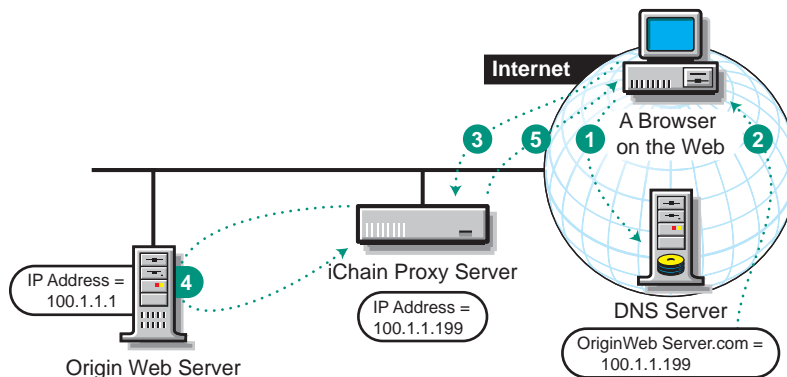 Internet
A Browser
on the Web
3
5
1
2
iChain Proxy Server
IP Address =
100.1.1.199
IP Address =
100.1.1.1
4
Origin Web Server
DNS Server
OriginWeb Server.com =
100.1.1.199